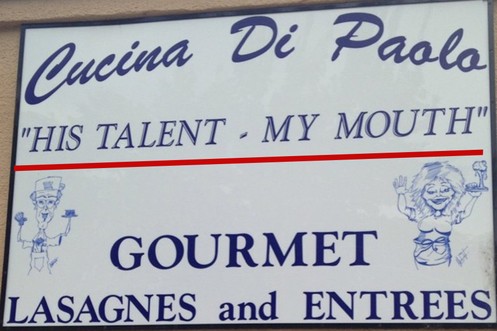 Cucina Di Paolo
"HIS TALENT - MY MOUTH"
GOURMET
LASAGNES and ENTREES